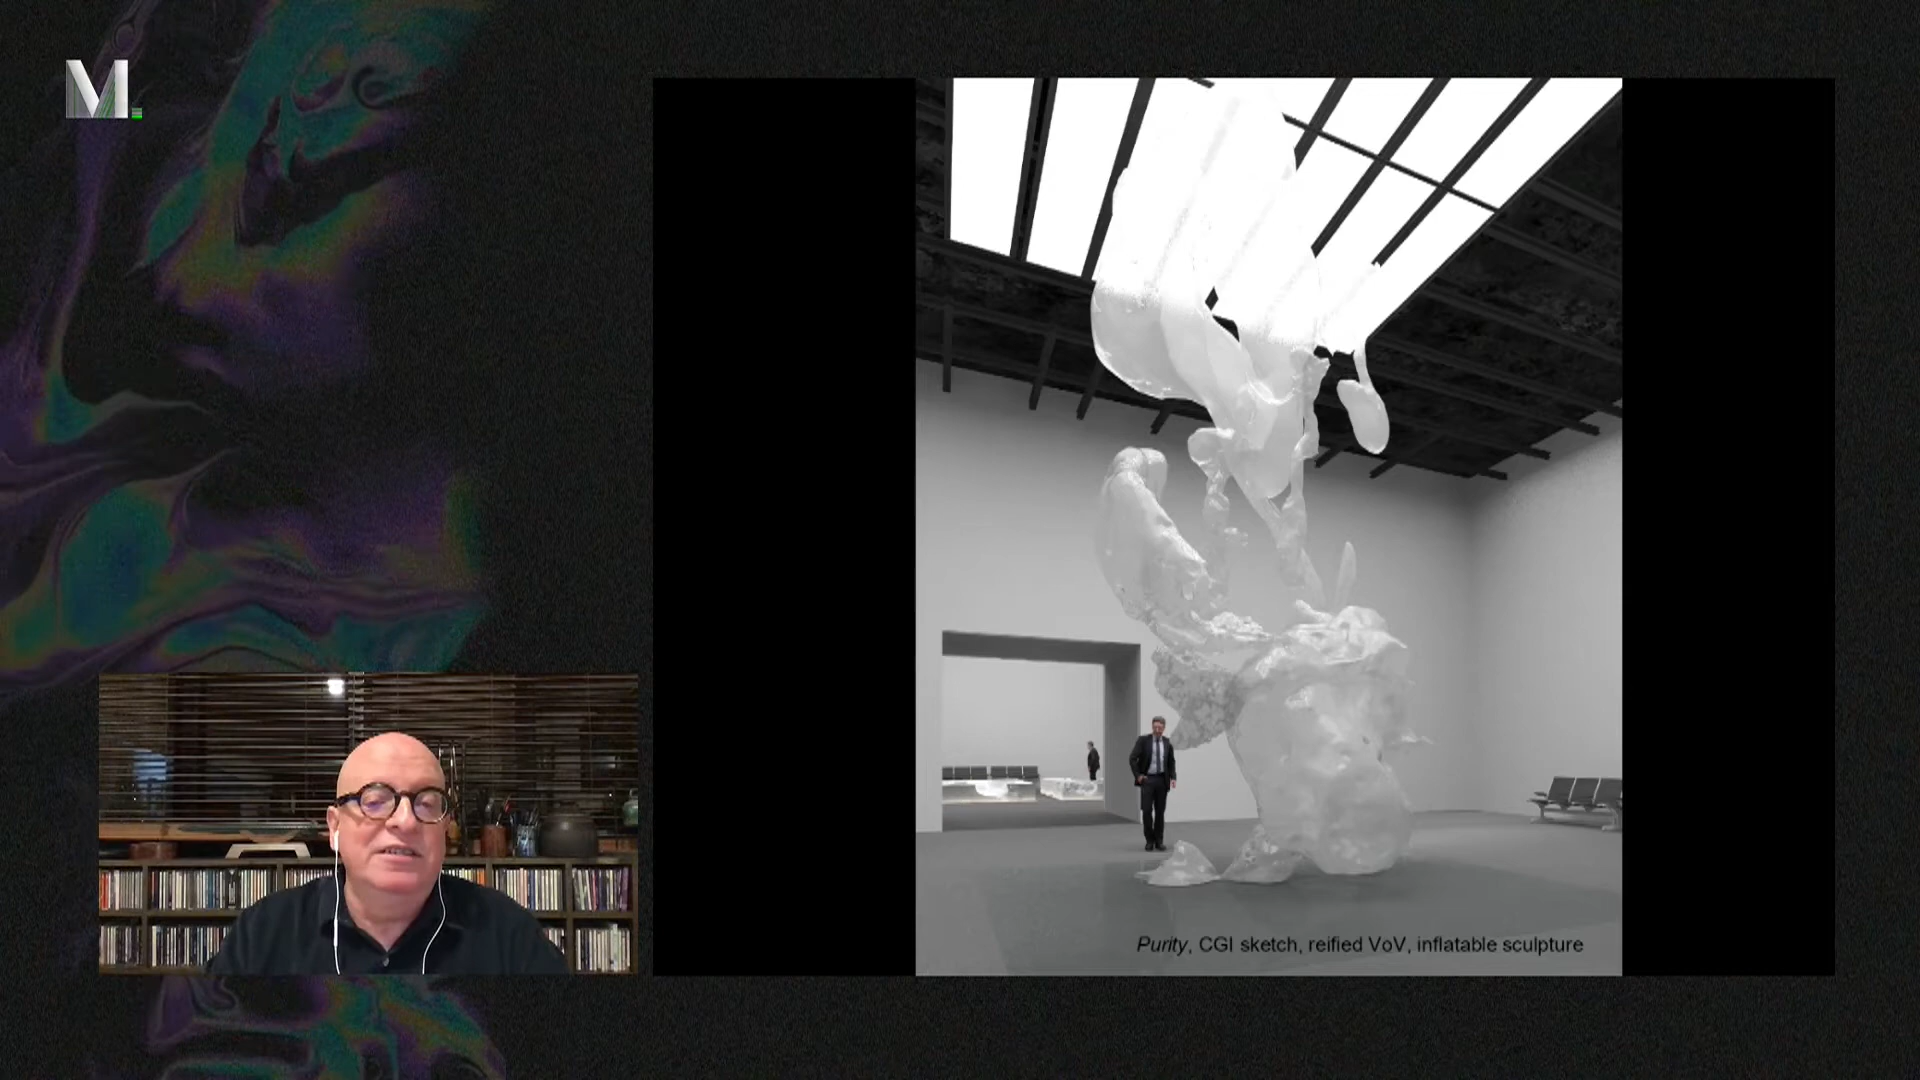 M.
Purity, CGI sketch, reified VoV, inflatable sculpture